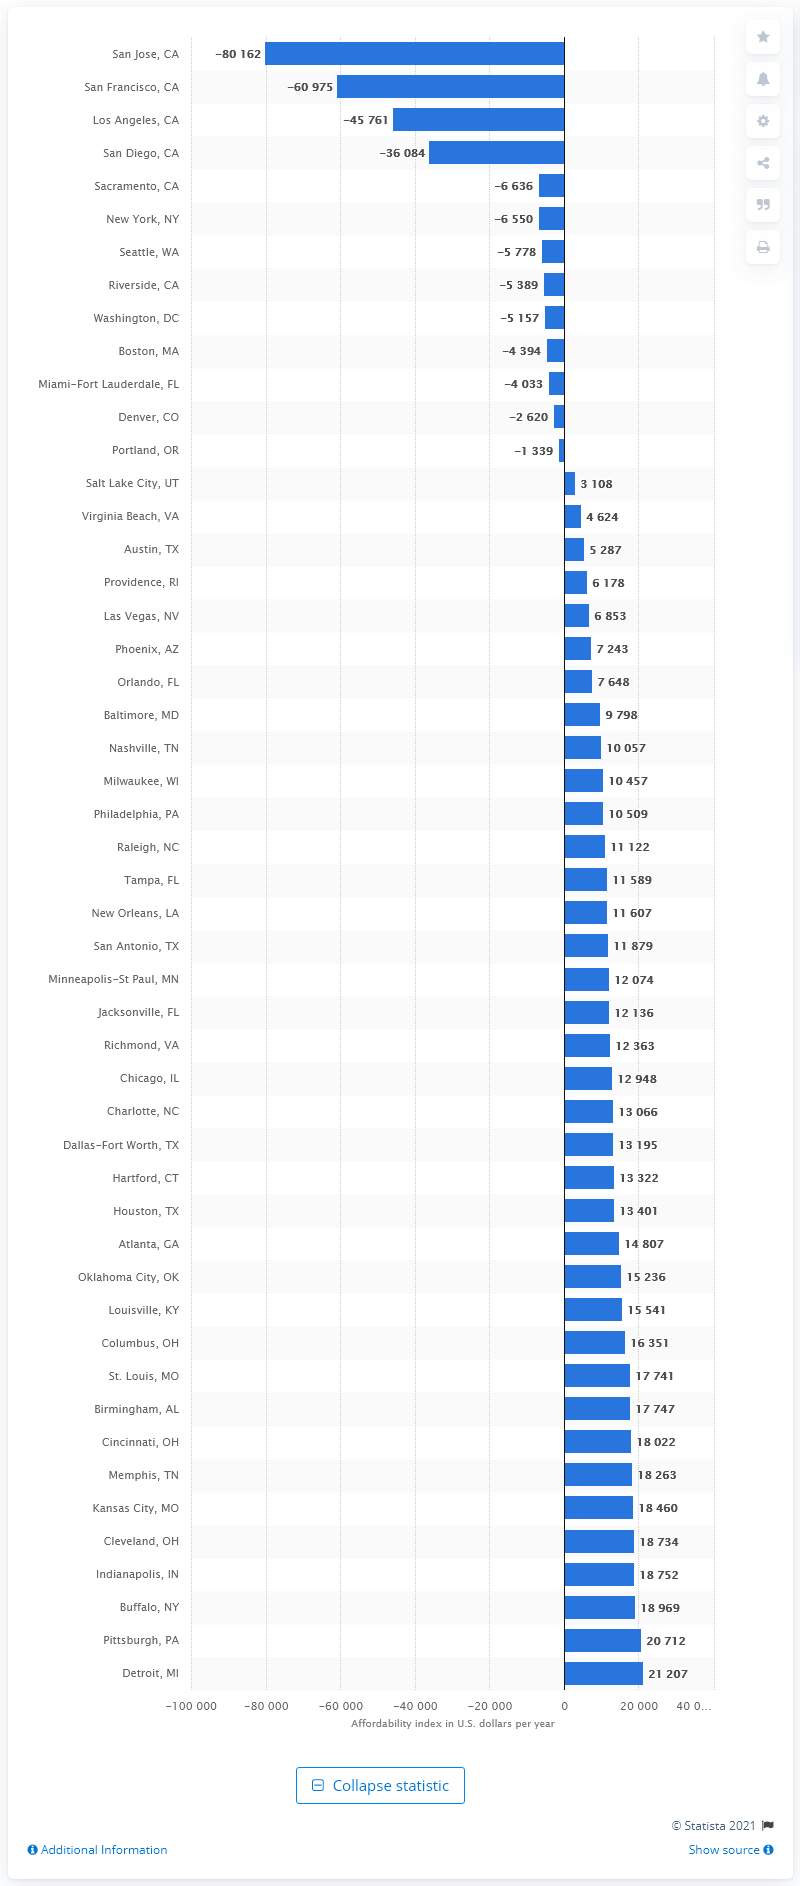 San Jose, CA −80 162
San Francisco, CA −60 975
Los Angeles, CA −45 761
San Diego, CA −36 084
Sacramento, CA −6 636
New York, NY −6 550
Seattle, WA −5 778
Riverside, CA −5 389
Washington, DC −5 157
Boston, MA −4 394
Miami−Fort Lauderdale, FL −4 033
Denver, CO −2 620
Portland, OR −1 339
Salt Lake City, UT 3 108
Virginia Beach, VA 4 624
Austin, TX 5 287
Providence, RI 6 178
Las Vegas, NV 6 853
Phoenix, AZ 7 243
Orlando, FL 7 648
Baltimore, MD 9 798
Nashville, TN 10 057
Milwaukee, WI 10 457
Philadelphia, PA 10 509
Raleigh, NC 11 122
Tampa, FL 11 589
New Orleans, LA 11 607
San Antonio, TX 11 879
Minneapolis−St Paul, MN 12 074
Jacksonville, FL 12 136
Richmond, VA 12 363
Chicago, IL 12 948
Charlotte, NC 13 066
Dallas−Fort Worth, TX 13 195
Hartford, CT 13 322
Houston, TX 13 401
Atlanta, GA 14 807
Oklahoma City, OK 15 236
Louisville, KY 15 541
Columbus, OH 16 351
St. Louis, MO 17 741
Birmingham, AL 17 747
Cincinnati, OH 18 022
Memphis, TN 18 263
Kansas City, MO 18 460
Cleveland, OH 18 734
Indianapolis, IN 18 752
Buffalo, NY 18 969
Pittsburgh, PA 20 712
Detroit, MI 21 207
−100 000 −80 000 −60 000 −40 000 −20 000 0 20 000 40 0...
Affordability index in U.S. dollars per year
Collapse statistic
© Statista 2021
Additional Information Show source